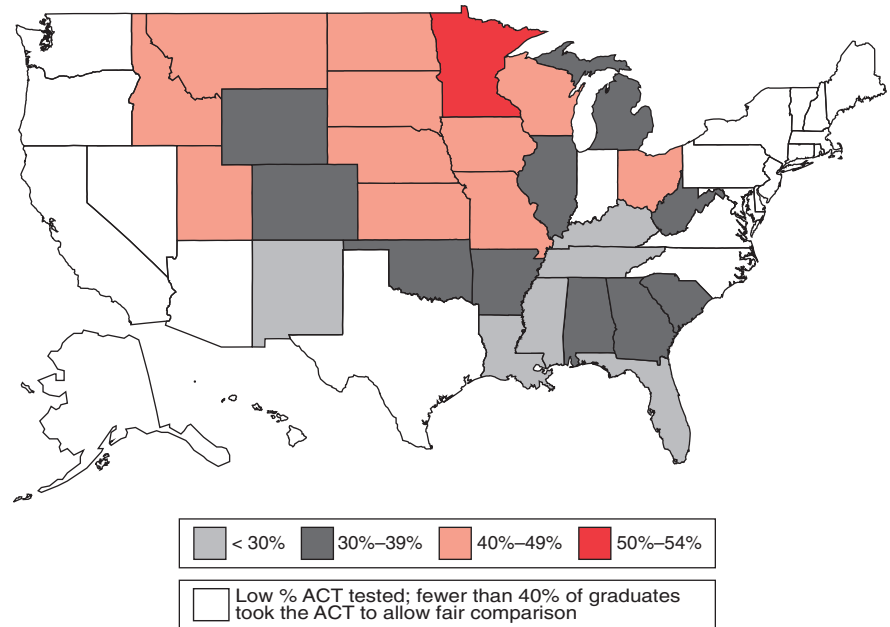 < 30% 30%–39% 40%–49% 50%–54%
Low % ACT tested; fewer than 40% of graduates
took the ACT to allow fair comparison